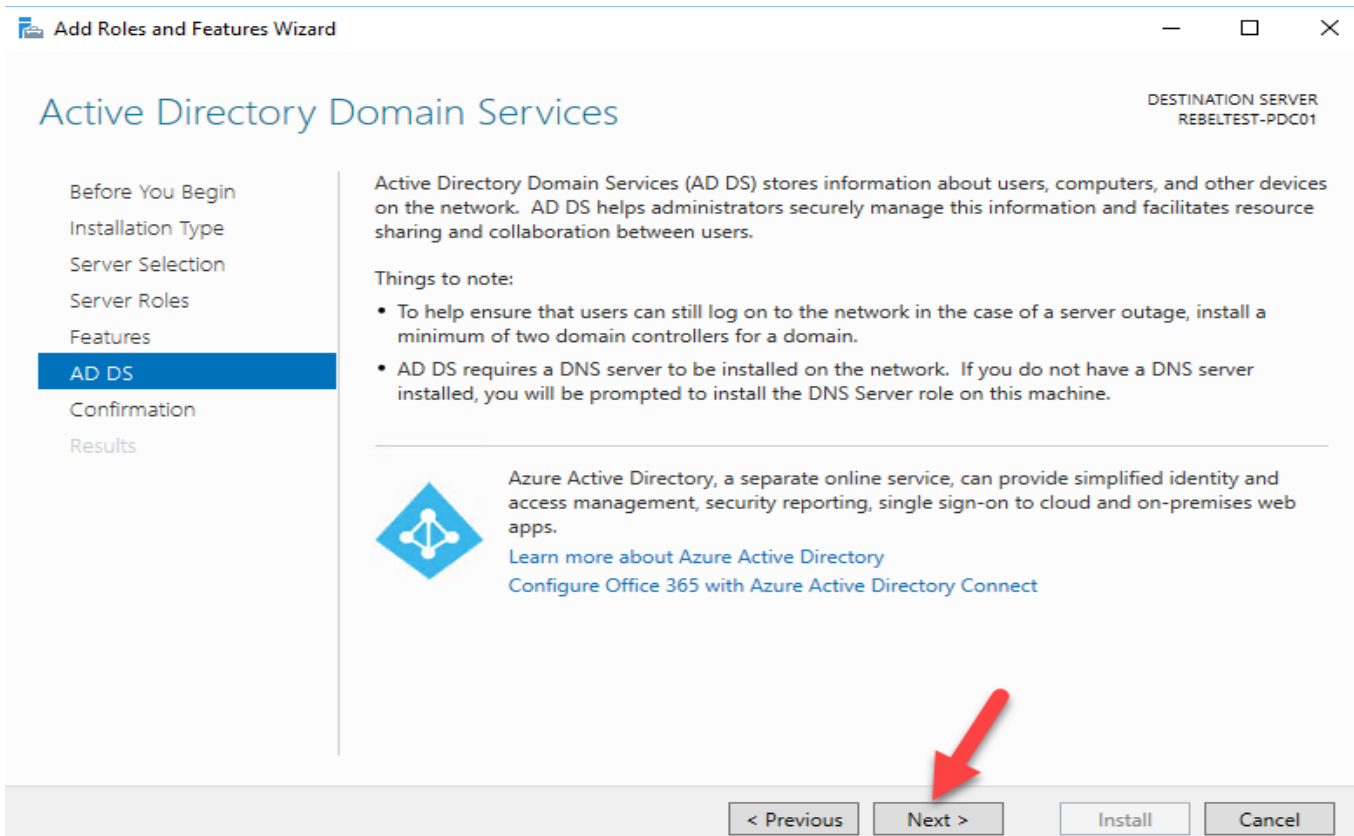 Add Roles and Features Wizard
Active Directory Domain Services
DESTINATION SERVER
REBELTEST-PDC01
Before You Begin
Installation Type
Server Selection
Server Roles
Features
AD DS
Confirmation
Results
Active Directory Domain Services (AD DS) stores information about users, computers, and other devices
on the network.  AD DS helps administrators securely manage this information and facilitates resource
sharing and collaboration between users.
Things to note:
• To help ensure that users can still log on to the network in the case of a server outage, install a
minimum of two domain controllers for a domain.
• AD DS requires a DNS server to be installed on the network.  If you do not have a DNS server
installed, you will be prompted to install the DNS Server role on this machine.
Azure Active Directory, a separate online service, can provide simplified identity and
access management, security reporting, single sign-on to cloud and on-premises web
apps.
Learn more about Azure Active Directory
Configure Office 365 with Azure Active Directory Connect
< Previous
Next >
Install
Cancel